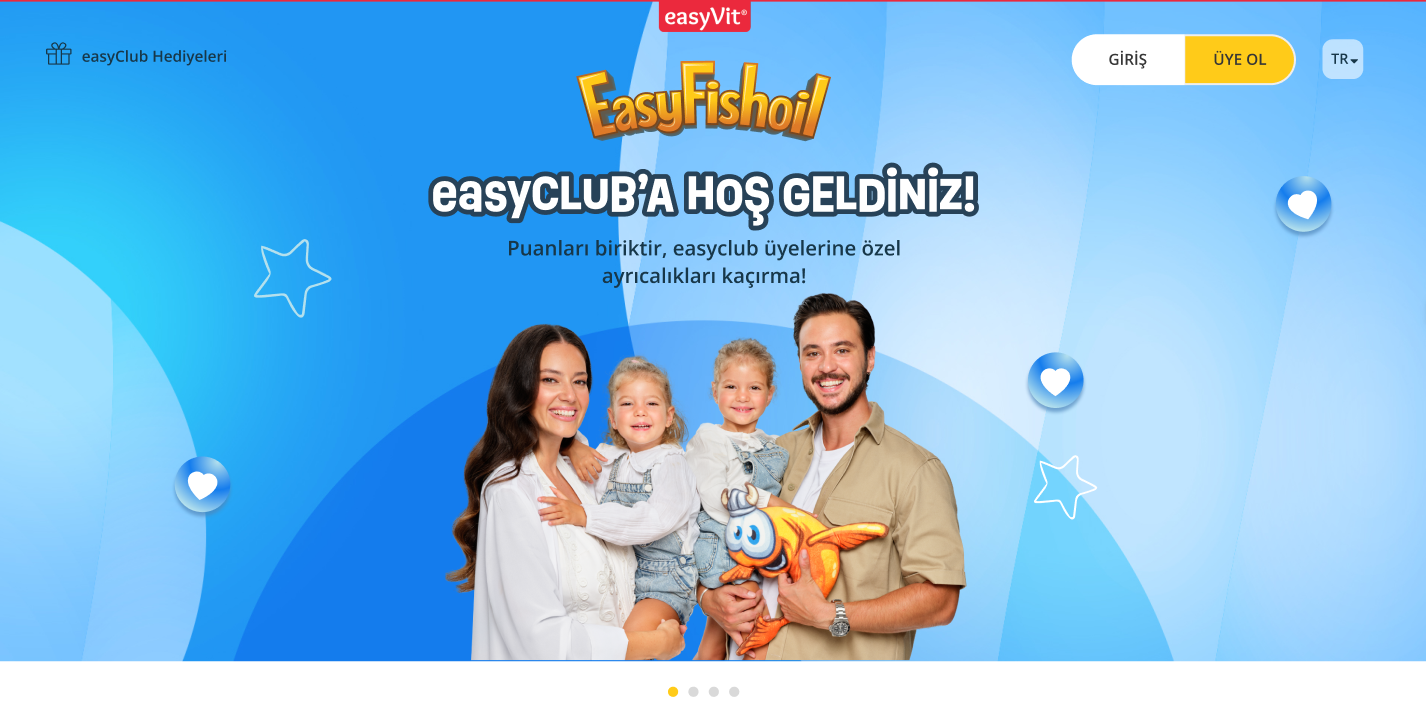 easyVit®
easyClub Hediyeleri
GİRİŞ
ÜYE OL
TR
EasyFishoil
easyCLUB'A HOŞ GELDİNİZ!
Puanları biriktir, easyclub üyelerine özel
ayrıcalıkları kaçırma!